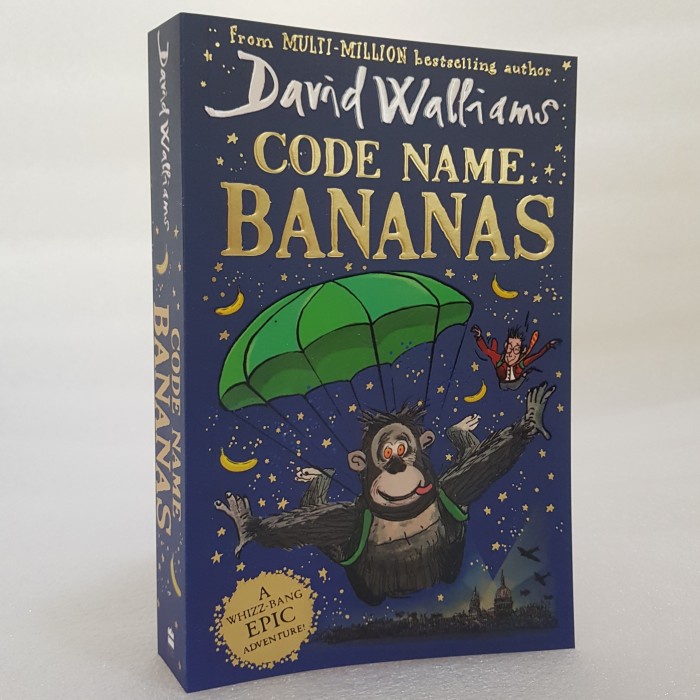 from MULTI-MILLION bestselling author
David Walliams
CODE NAME
BANANAS
A
WHIZZ-BANG
EPIC
ADVENTURE!
David Walliams
CODE NAME
BANANAS